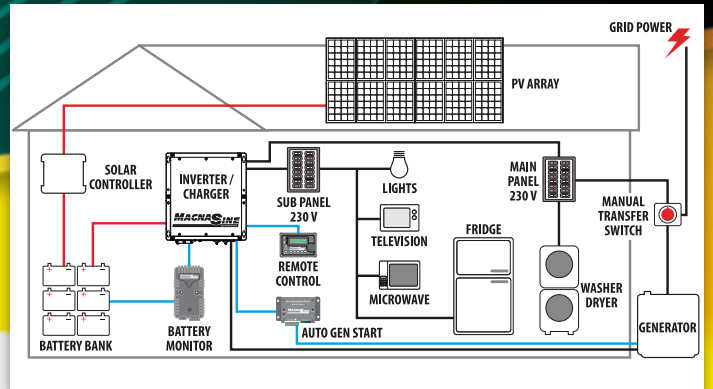 GRID POWER
PV ARRAY
SOLAR
CONTROLLER
INVERTER /
CHARGER
MAGNASINE
SUB PANEL
230 V
LIGHTS
MAIN
PANEL
230 V
MANUAL
TRANSFER
SWITCH
TELEVISION
FRIDGE
REMOTE
CONTROL
MICROWAVE
WASHER
DRYER
BATTERY BANK
BATTERY
MONITOR
AUTO GEN START
GENERATOR